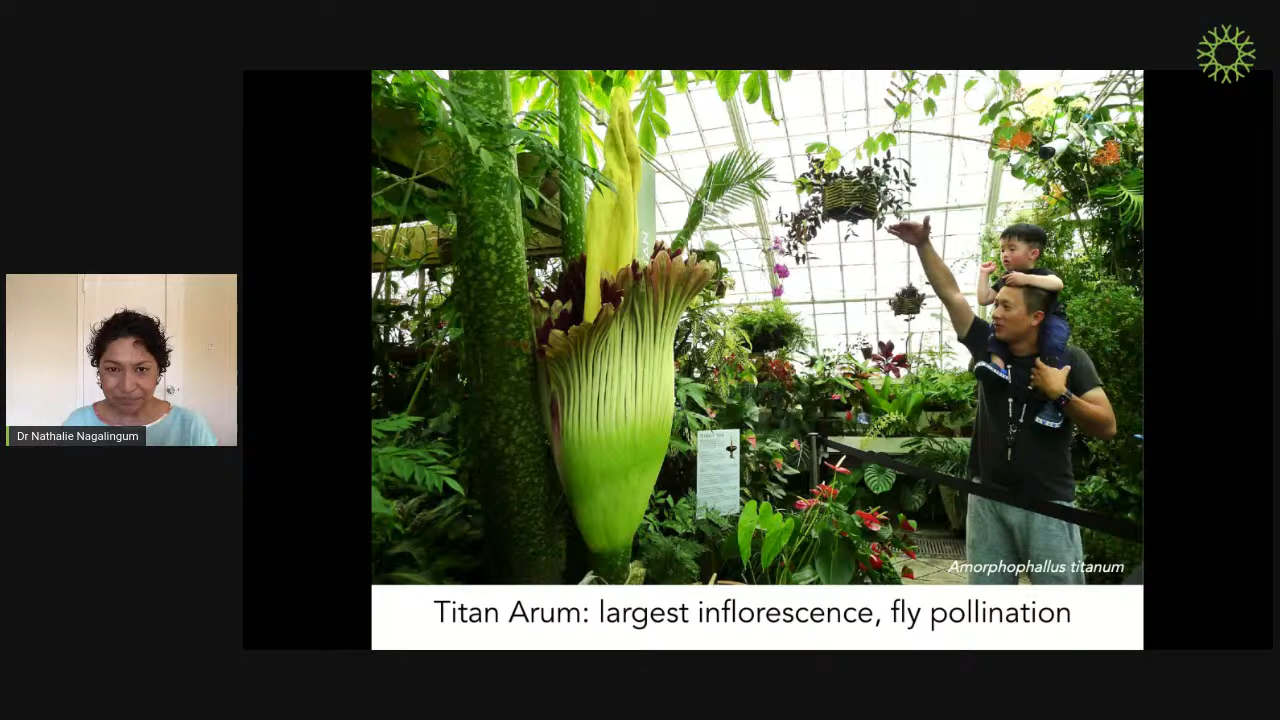 Dr Nathalie Nagalingum
Amorphophallus titanum
Titan Arum: largest inflorescence, fly pollination